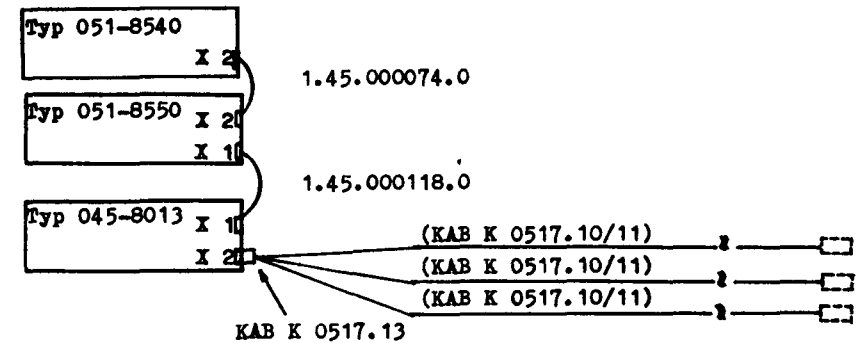 Typ 051-8540
X 2
1.45.000074.0
Typ 051-8550
X 2
X 1
1.45.000118.0
Typ 045-8013
X 1
X 2
(KAB K 0517.10/11)
(KAB K 0517.10/11)
(KAB K 0517.10/11)
KAB K 0517.13